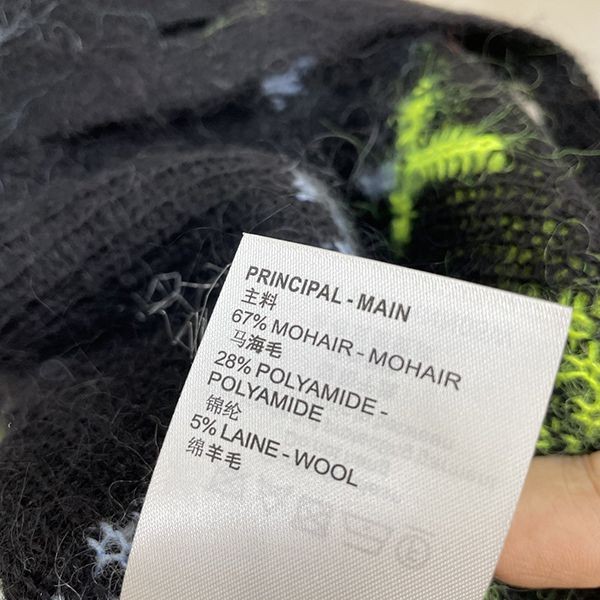 PRINCIPAL - MAIN
主料
67% MOHAIR - MOHAIR
马海毛
28% POLYAMIDE -
POLYAMIDE
锦纶
5% LAINE - WOOL
绵羊毛